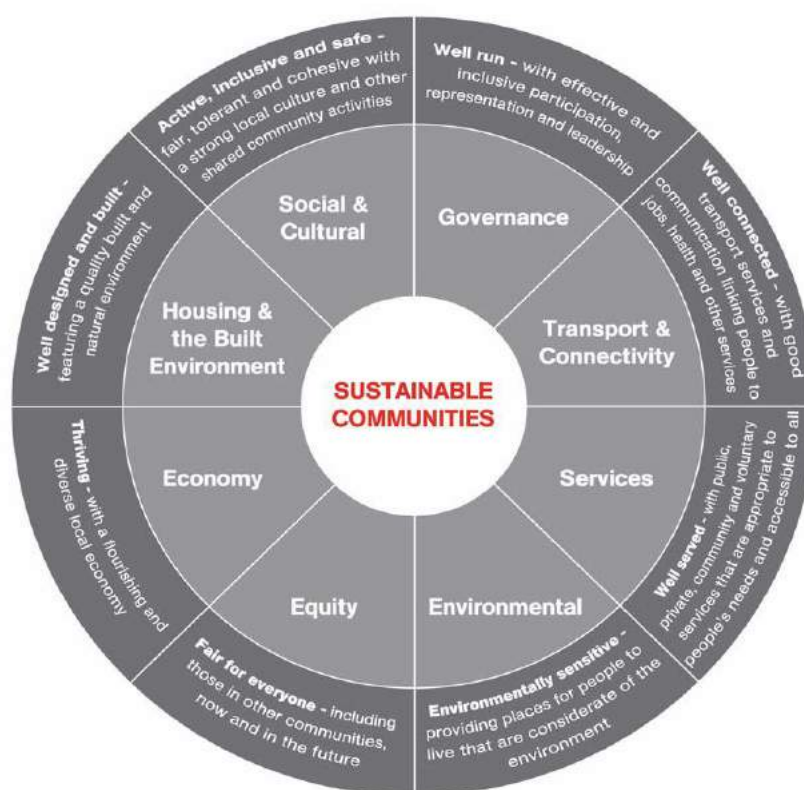 SUSTAINABLE
COMMUNITIES
Governance
Well run - with effective and
inclusive participation,
representation and leadership
Transport &
Connectivity
Well connected - with good
transport services and
communication linking people to
jobs, health and other services
Services
Well served - with public,
private, community and voluntary
services that are appropriate to
people's needs and accessible to all
Environmental
Environmentally sensitive -
providing places for people to
live that are considerate of the
environment
Equity
Fair for everyone - including
those in other communities,
now and in the future
Economy
Thriving - with a flourishing and
diverse local economy
Housing &
the Built
Environment
Well designed and built -
featuring a quality built and
natural environment
Social &
Cultural
Active, inclusive and safe -
fair, tolerant and cohesive with
a strong local culture and other
shared community activities